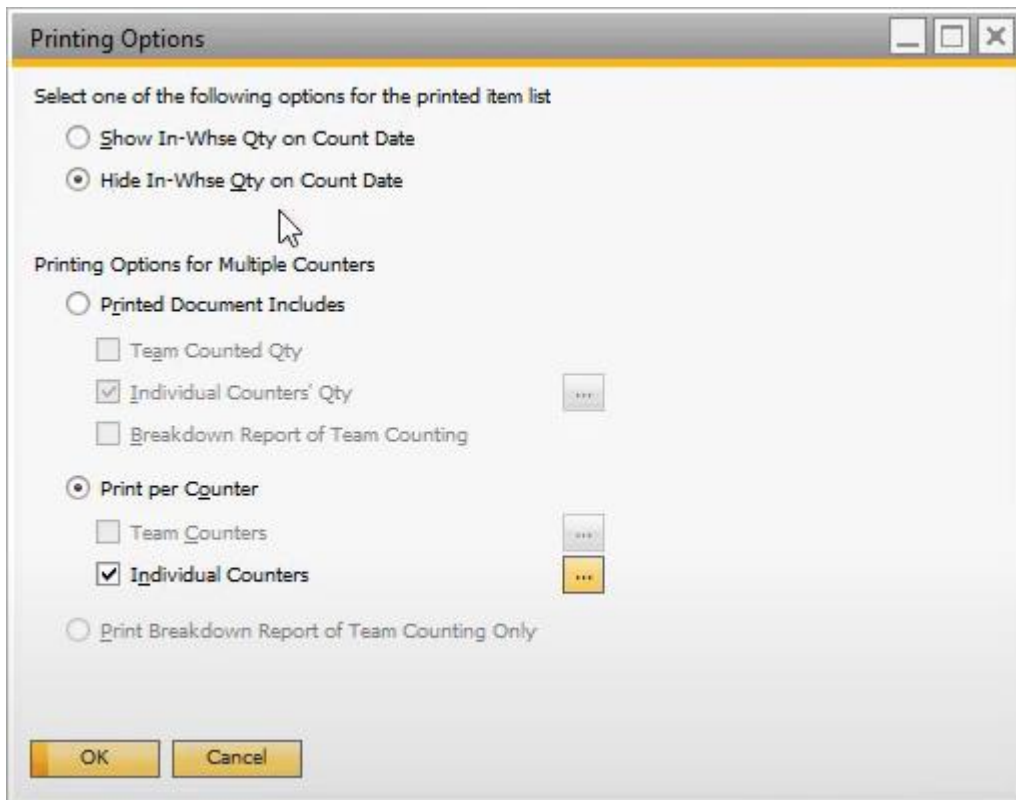 Printing Options
Select one of the following options for the printed item list
Show In-Whse Qty on Count Date
Hide In-Whse Qty on Count Date
Printing Options for Multiple Counters
Printed Document Includes
Team Counted Qty
Individual Counters' Qty
...
Breakdown Report of Team Counting
Print per Counter
Team Counters
...
Individual Counters
...
Print Breakdown Report of Team Counting Only
OK
Cancel